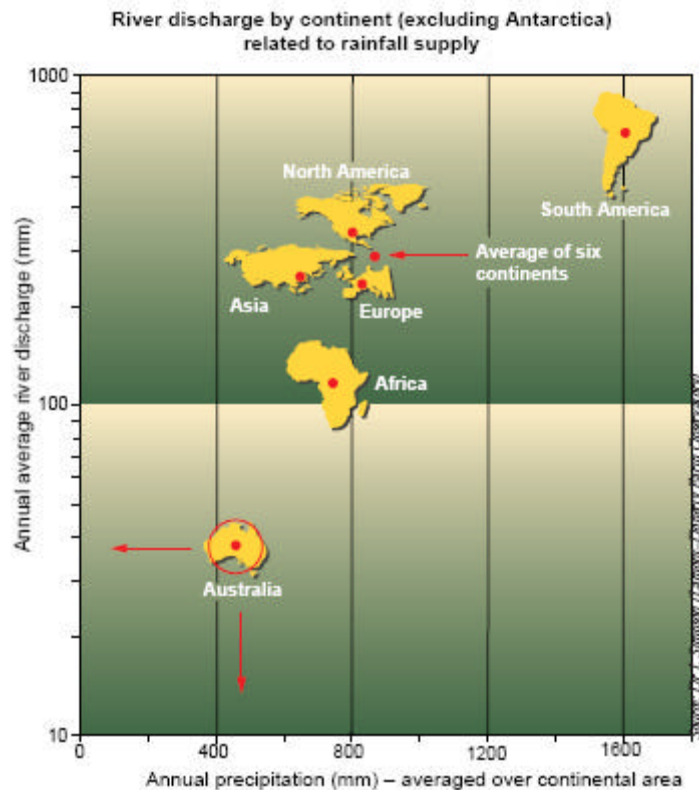 River discharge by continent (excluding Antarctica)
related to rainfall supply
1000
North America
South America
Average of six
continents
Asia
Europe
Africa
100
Australia
10
0
400
800
1200
1600
Annual average river discharge (mm)
Annual precipitation (mm) – averaged over continental area